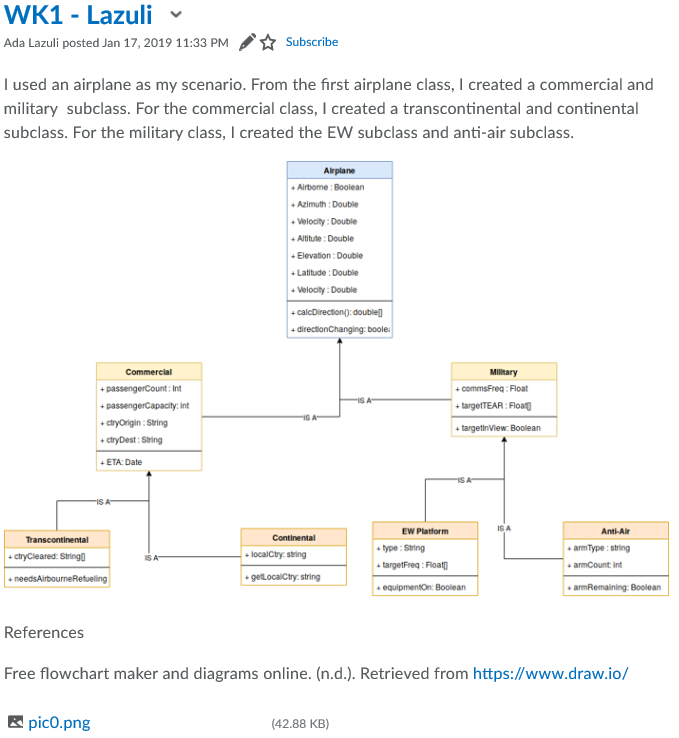 WK1 - Lazuli
Ada Lazuli posted Jan 17, 2019 11:33 PM Subscribe
I used an airplane as my scenario. From the first airplane class, I created a commercial and
military subclass. For the commercial class, I created a transcontinental and continental
subclass. For the military class, I created the EW subclass and anti-air subclass.
Airplane
+ Airborne : Boolean
+ Azimuth : Double
+ Velocity : Double
+ Altitute : Double
+ Elevation : Double
+ Latitude : Double
+ Velocity : Double
+ calcDirection(): double[]
+ directionChanging: boolea
Commercial
+ passengerCount : Int
+ passengerCapacity: int
+ ctryOrigin : String
+ ctryDest : String
+ ETA: Date
Military
+ commsFreq : Float
+ targetTEAR : Float[]
+ targetInView: Boolean
IS A
IS A
IS A
IS A
IS A
IS A
Transcontinental
+ ctryCleared: String[]
+ needsAirbourneRefueling
Continental
+ localCtry: string
+ getLocalCtry: string
EW Platform
+ type : String
+ targetFreq : Float[]
+ equipmentOn: Boolean
Anti-Air
+ armType : string
+ armCount: int
+ armRemaining: Boolean
References
Free flowchart maker and diagrams online. (n.d.). Retrieved from https://www.draw.io/
pic0.png (42.88 KB)